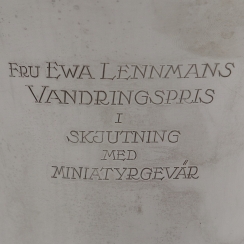 FRU EWA LENNMANS
VANDRINGSPRIS
I
SKJUTNING
MED
MINIATYRGEVÄR